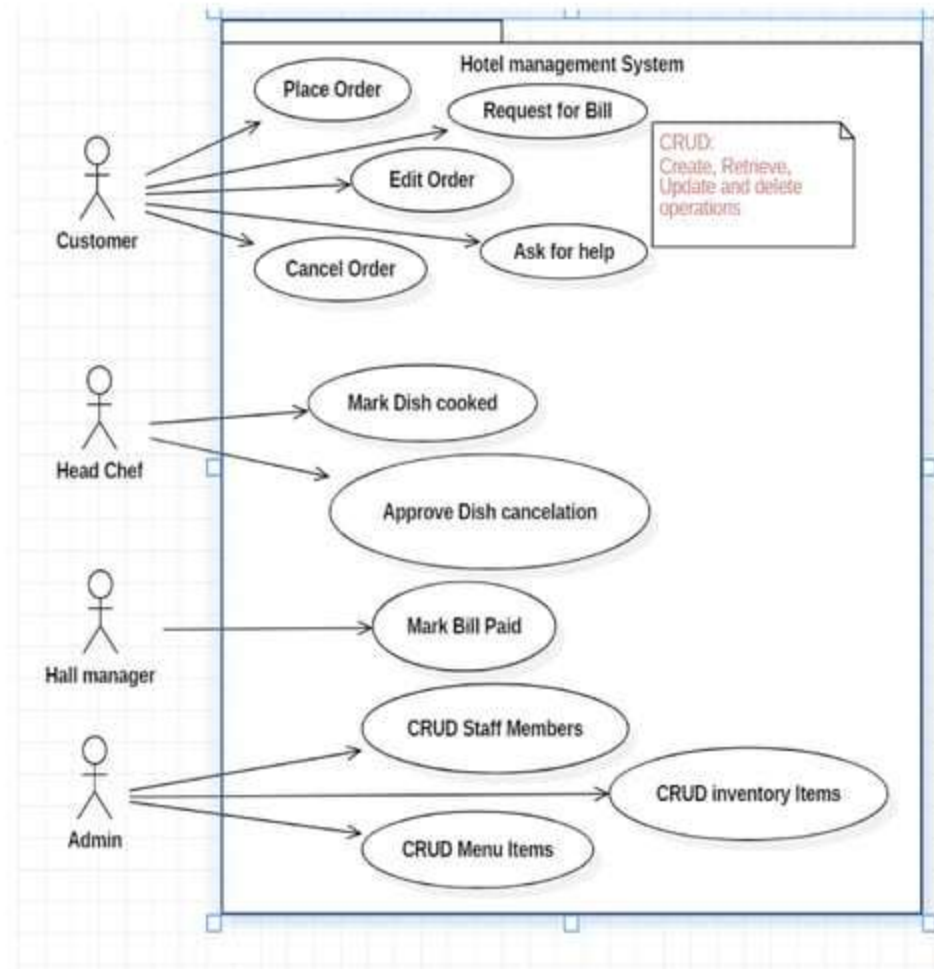 Hotel management System
Place Order
Request for Bill
CRUD:
Create, Retrieve,
Update and delete
operations
Edit Order
Customer
Ask for help
Cancel Order
Mark Dish cooked
Head Chef
Approve Dish cancelation
Mark Bill Paid
Hall manager
CRUD Staff Members
CRUD inventory Items
Admin
CRUD Menu Items